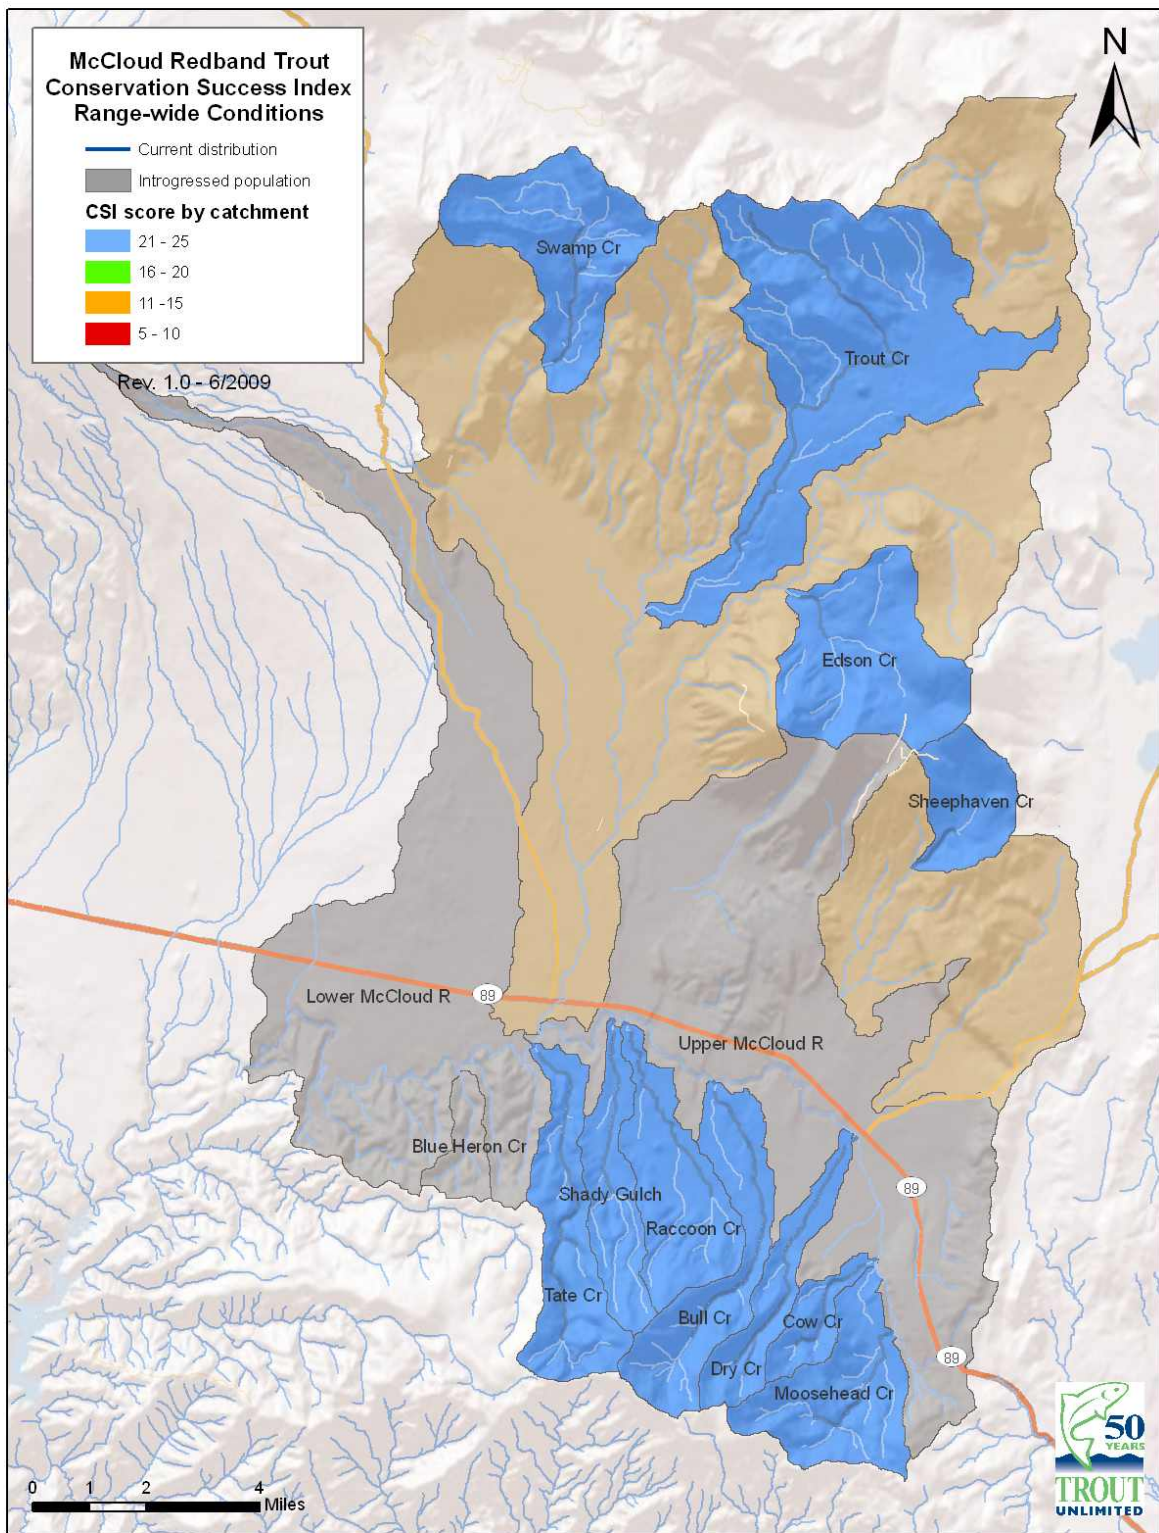 McCloud Redband Trout
Conservation Success Index
Range-wide Conditions
Current distribution
Introgressed population
CSI score by catchment
21 - 25
16 - 20
11 -15
5 - 10
Rev. 1.0 - 6/2009
N
Swamp Cr
Trout Cr
Edson Cr
Sheephaven Cr
Lower McCloud R
89
Upper McCloud R
Blue Heron Cr
89
Shady Gulch
Raccoon Cr
Tate Cr
Bull Cr
Cow Cr
89
Dry Cr
Moosehead Cr
0 1 2 4
Miles
50
YEARS
TROUT
UNLIMITED